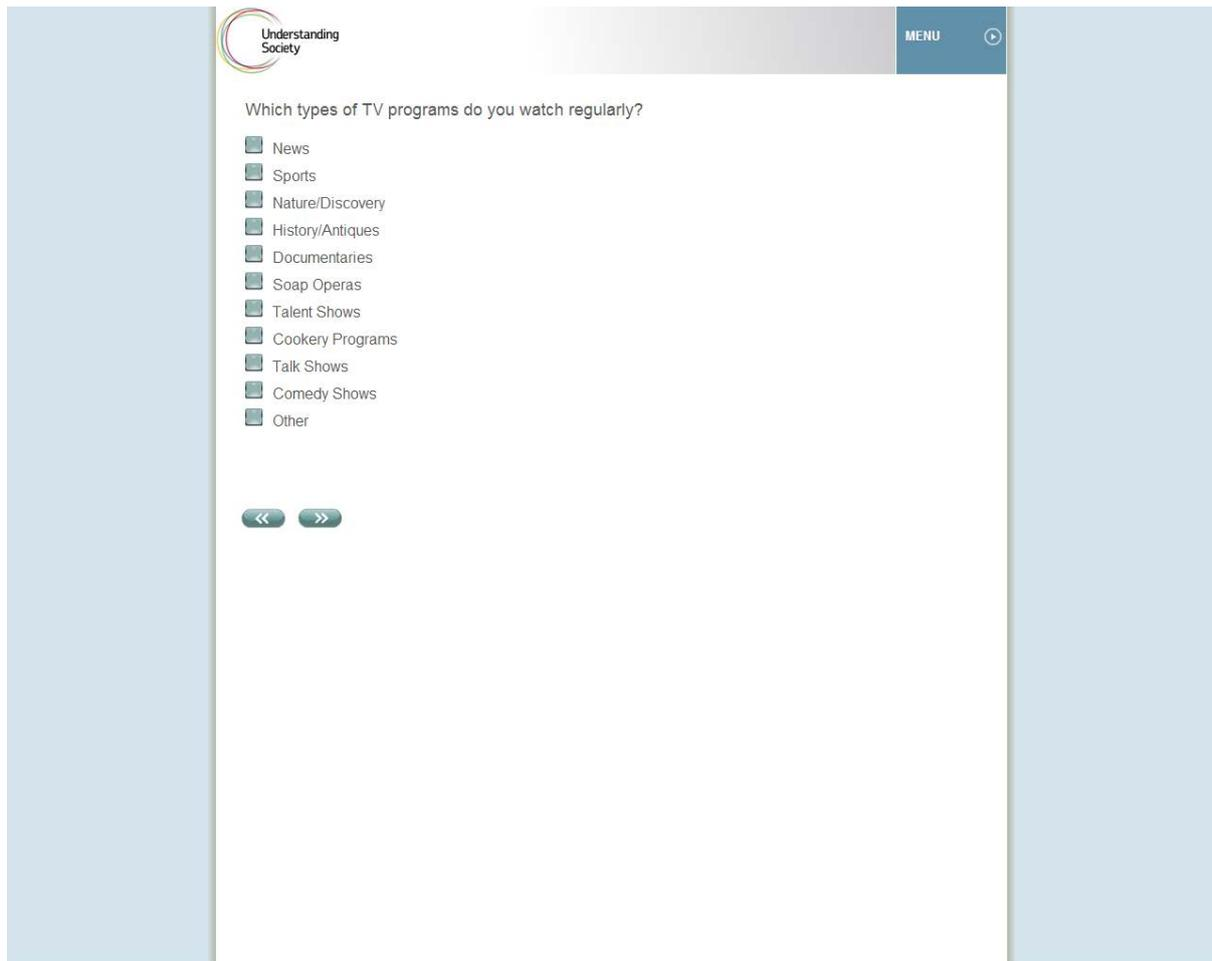 Understanding
Society
MENU
Which types of TV programs do you watch regularly?
News
Sports
Nature/Discovery
History/Antiques
Documentaries
Soap Operas
Talent Shows
Cookery Programs
Talk Shows
Comedy Shows
Other